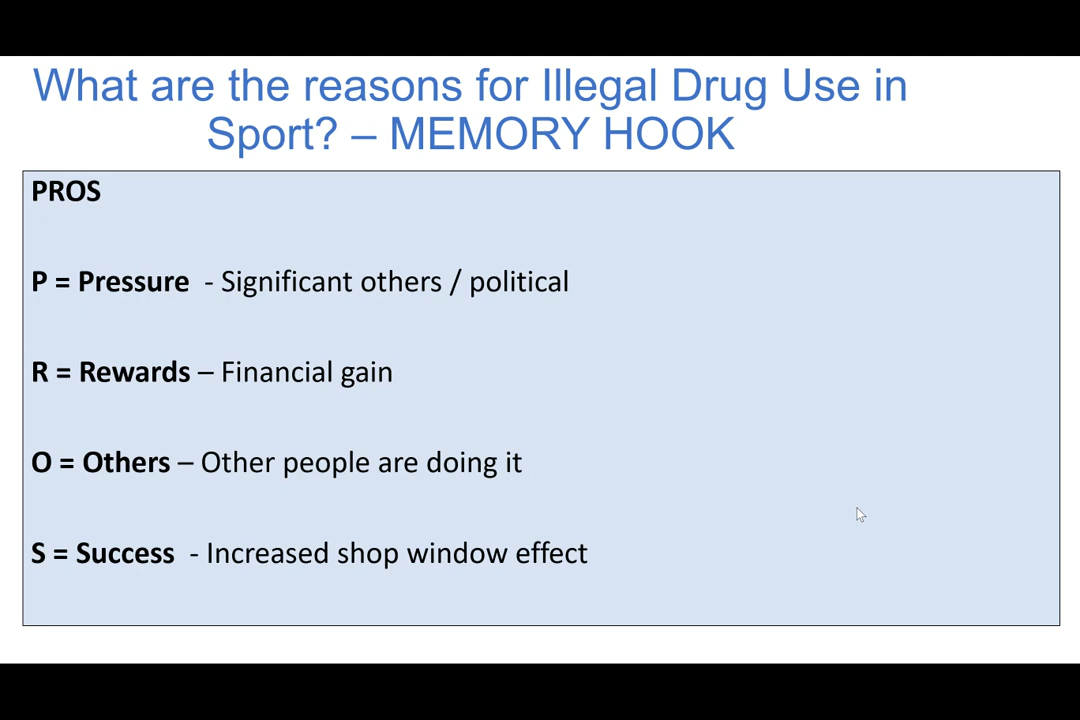 What are the reasons for Illegal Drug Use in
Sport? – MEMORY HOOK
PROS
P = Pressure - Significant others / political
R = Rewards – Financial gain
O = Others – Other people are doing it
S = Success - Increased shop window effect